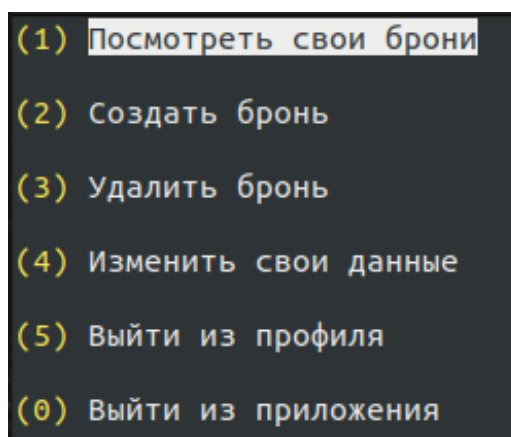 (1) Посмотреть свои брони
(2) Создать бронь
(3) Удалить бронь
(4) Изменить свои данные
(5) Выйти из профиля
(0) Выйти из приложения